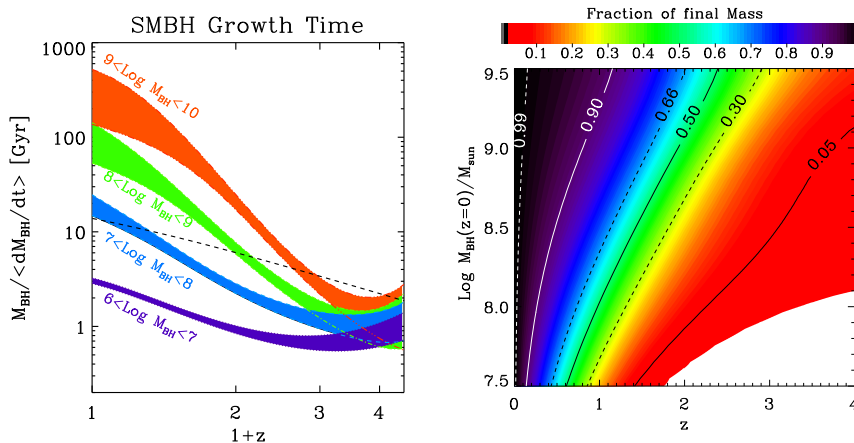 SMBH Growth Time
M_BH/<dM_BH/dt> [Gyr]
1000
100
10
1
9<Log M_BH<10
8<Log M_BH<9
7<Log M_BH<8
6<Log M_BH<7
1 2 3 4
1+z
Fraction of final Mass
0.1 0.2 0.3 0.4 0.5 0.6 0.7 0.8 0.9
Log M_BH(z=0)/M_sun
9.5
9.0
8.0
7.5
0.99
0.90
0.66
0.50
0.30
0.05
0 1 2 3 4
z